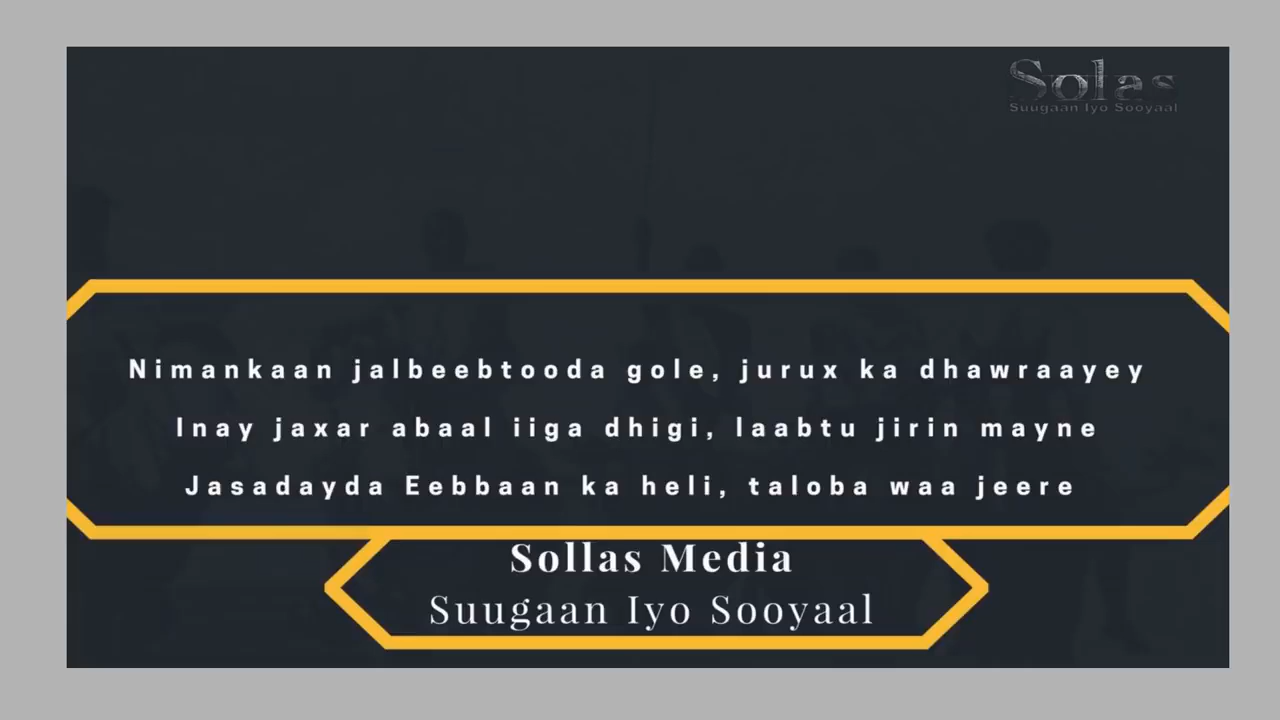 Solas
Suugaan Iyo Sooyaal
Nimankaan jalbeebtooda gole, jurux ka dhawraayey
Inay jaxar abaal iiga dhigi, laabtu jirin mayne
Jasadayda Eebbaan ka heli, taloba waa jeere
Sollas Media
Suugaan Iyo Sooyaal